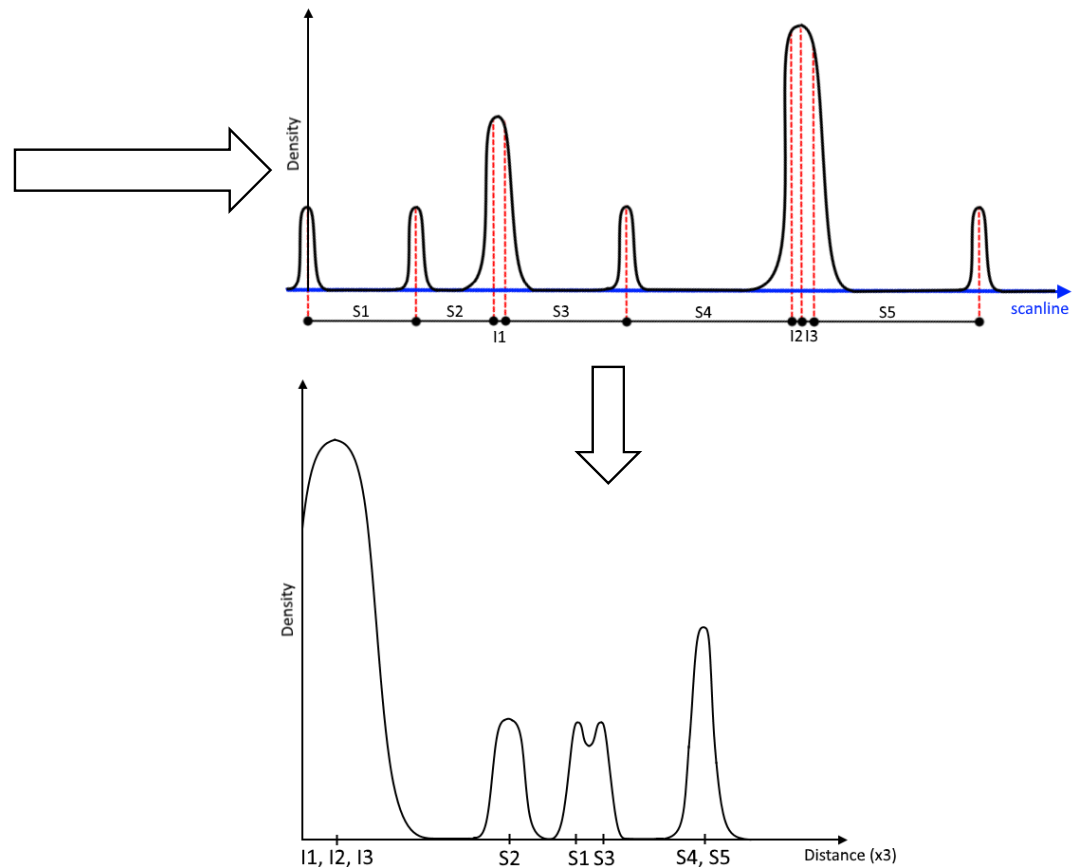 Density
scanline
S1 S2 S3 S4 S5
I1 I2 I3
Density
I1, I2, I3 S2 S1 S3 S4, S5
Distance (x3)